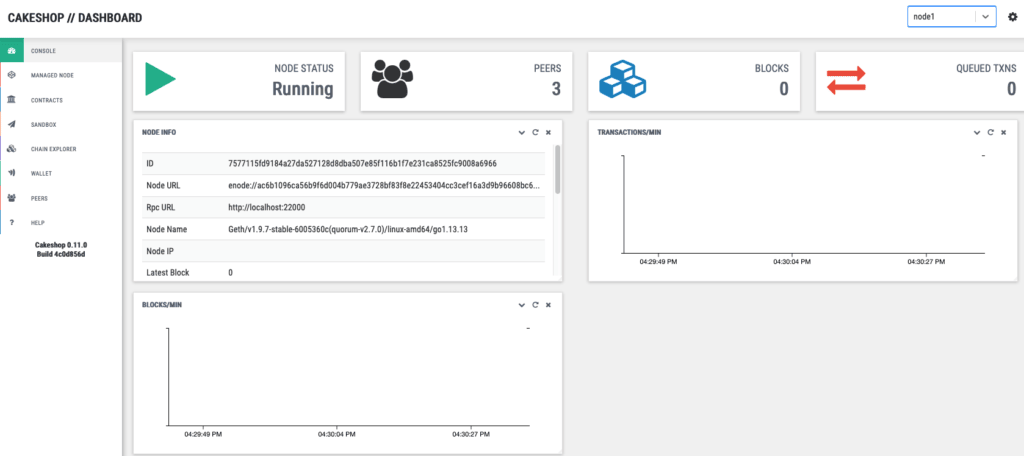 CAKESHOP // DASHBOARD
node1
CONSOLE
MANAGED NODE
CONTRACTS
SANDBOX
CHAIN EXPLORER
WALLET
PEERS
HELP
Cakeshop 0.11.0
Build 4c0d856d
NODE STATUS
Running
PEERS
3
BLOCKS
0
QUEUED TXNS
0
NODE INFO
ID 7577115fd9184a27da527128d8dba507e85f116b1f7e231ca8525fc9008a6966
Node URL enode://ac6b1096ca56b9f6d004b779ae3728bf83f8e22453404cc3cef16a3d9b96608bc6...
Rpc URL http://localhost:22000
Node Name Geth/v1.9.7-stable-6005360c(quorum-v2.7.0)/linux-amd64/go1.13.13
Node IP
Latest Block 0
TRANSACTIONS/MIN
04:29:49 PM 04:30:04 PM 04:30:27 PM
BLOCKS/MIN
04:29:49 PM 04:30:04 PM 04:30:27 PM